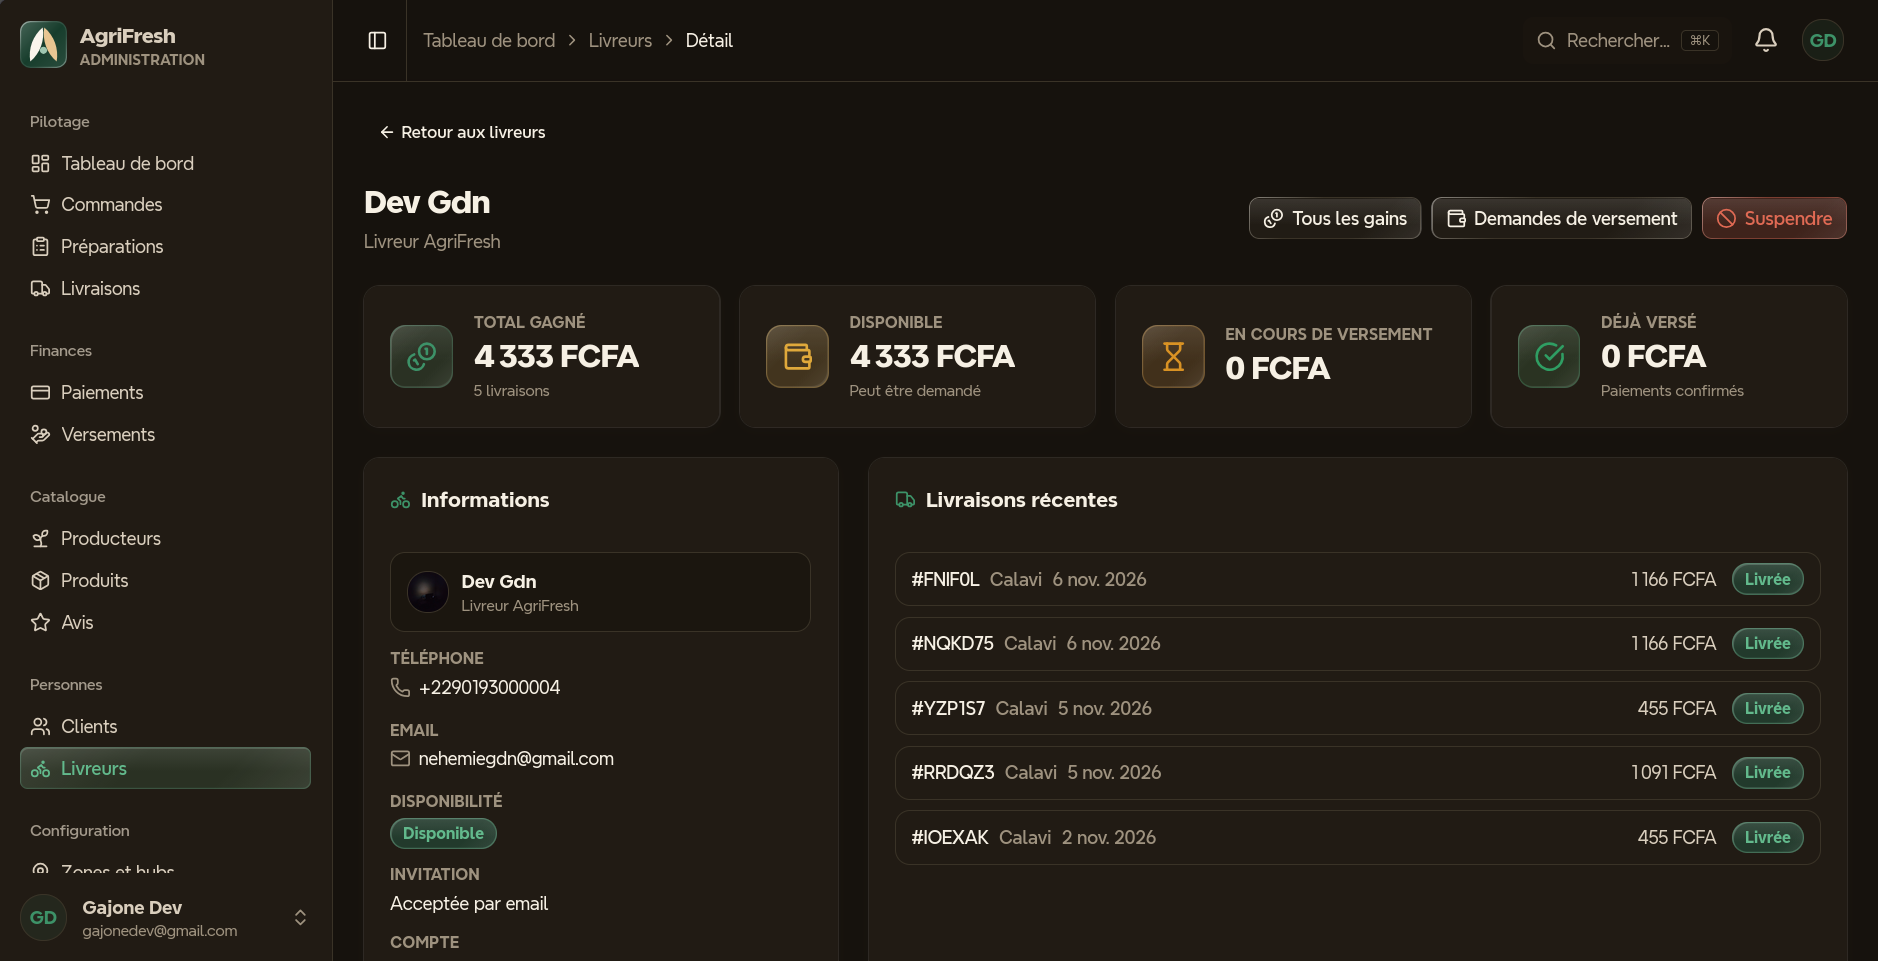 AgriFresh
ADMINISTRATION
Pilotage
Tableau de bord
Commandes
Préparations
Livraisons
Finances
Paiements
Versements
Catalogue
Producteurs
Produits
Avis
Personnes
Clients
Livreurs
Configuration
Zones et hubs
GD
Gajone Dev
gajonedev@gmail.com
Tableau de bord > Livreurs > Détail
Rechercher... ⌘K
GD
← Retour aux livreurs
Dev Gdn
Livreur AgriFresh
Tous les gains
Demandes de versement
Suspendre
TOTAL GAGNÉ
4 333 FCFA
5 livraisons
DISPONIBLE
4 333 FCFA
Peut être demandé
EN COURS DE VERSEMENT
0 FCFA
DÉJÀ VERSÉ
0 FCFA
Paiements confirmés
Informations
Dev Gdn
Livreur AgriFresh
TÉLÉPHONE
+2290193000004
EMAIL
nehemiegdn@gmail.com
DISPONIBILITÉ
Disponible
INVITATION
Acceptée par email
COMPTE
Livraisons récentes
#FNIF0L Calavi 6 nov. 2026 1 166 FCFA Livrée
#NQKD75 Calavi 6 nov. 2026 1 166 FCFA Livrée
#YZP1S7 Calavi 5 nov. 2026 455 FCFA Livrée
#RRDQZ3 Calavi 5 nov. 2026 1 091 FCFA Livrée
#IOEXAK Calavi 2 nov. 2026 455 FCFA Livrée